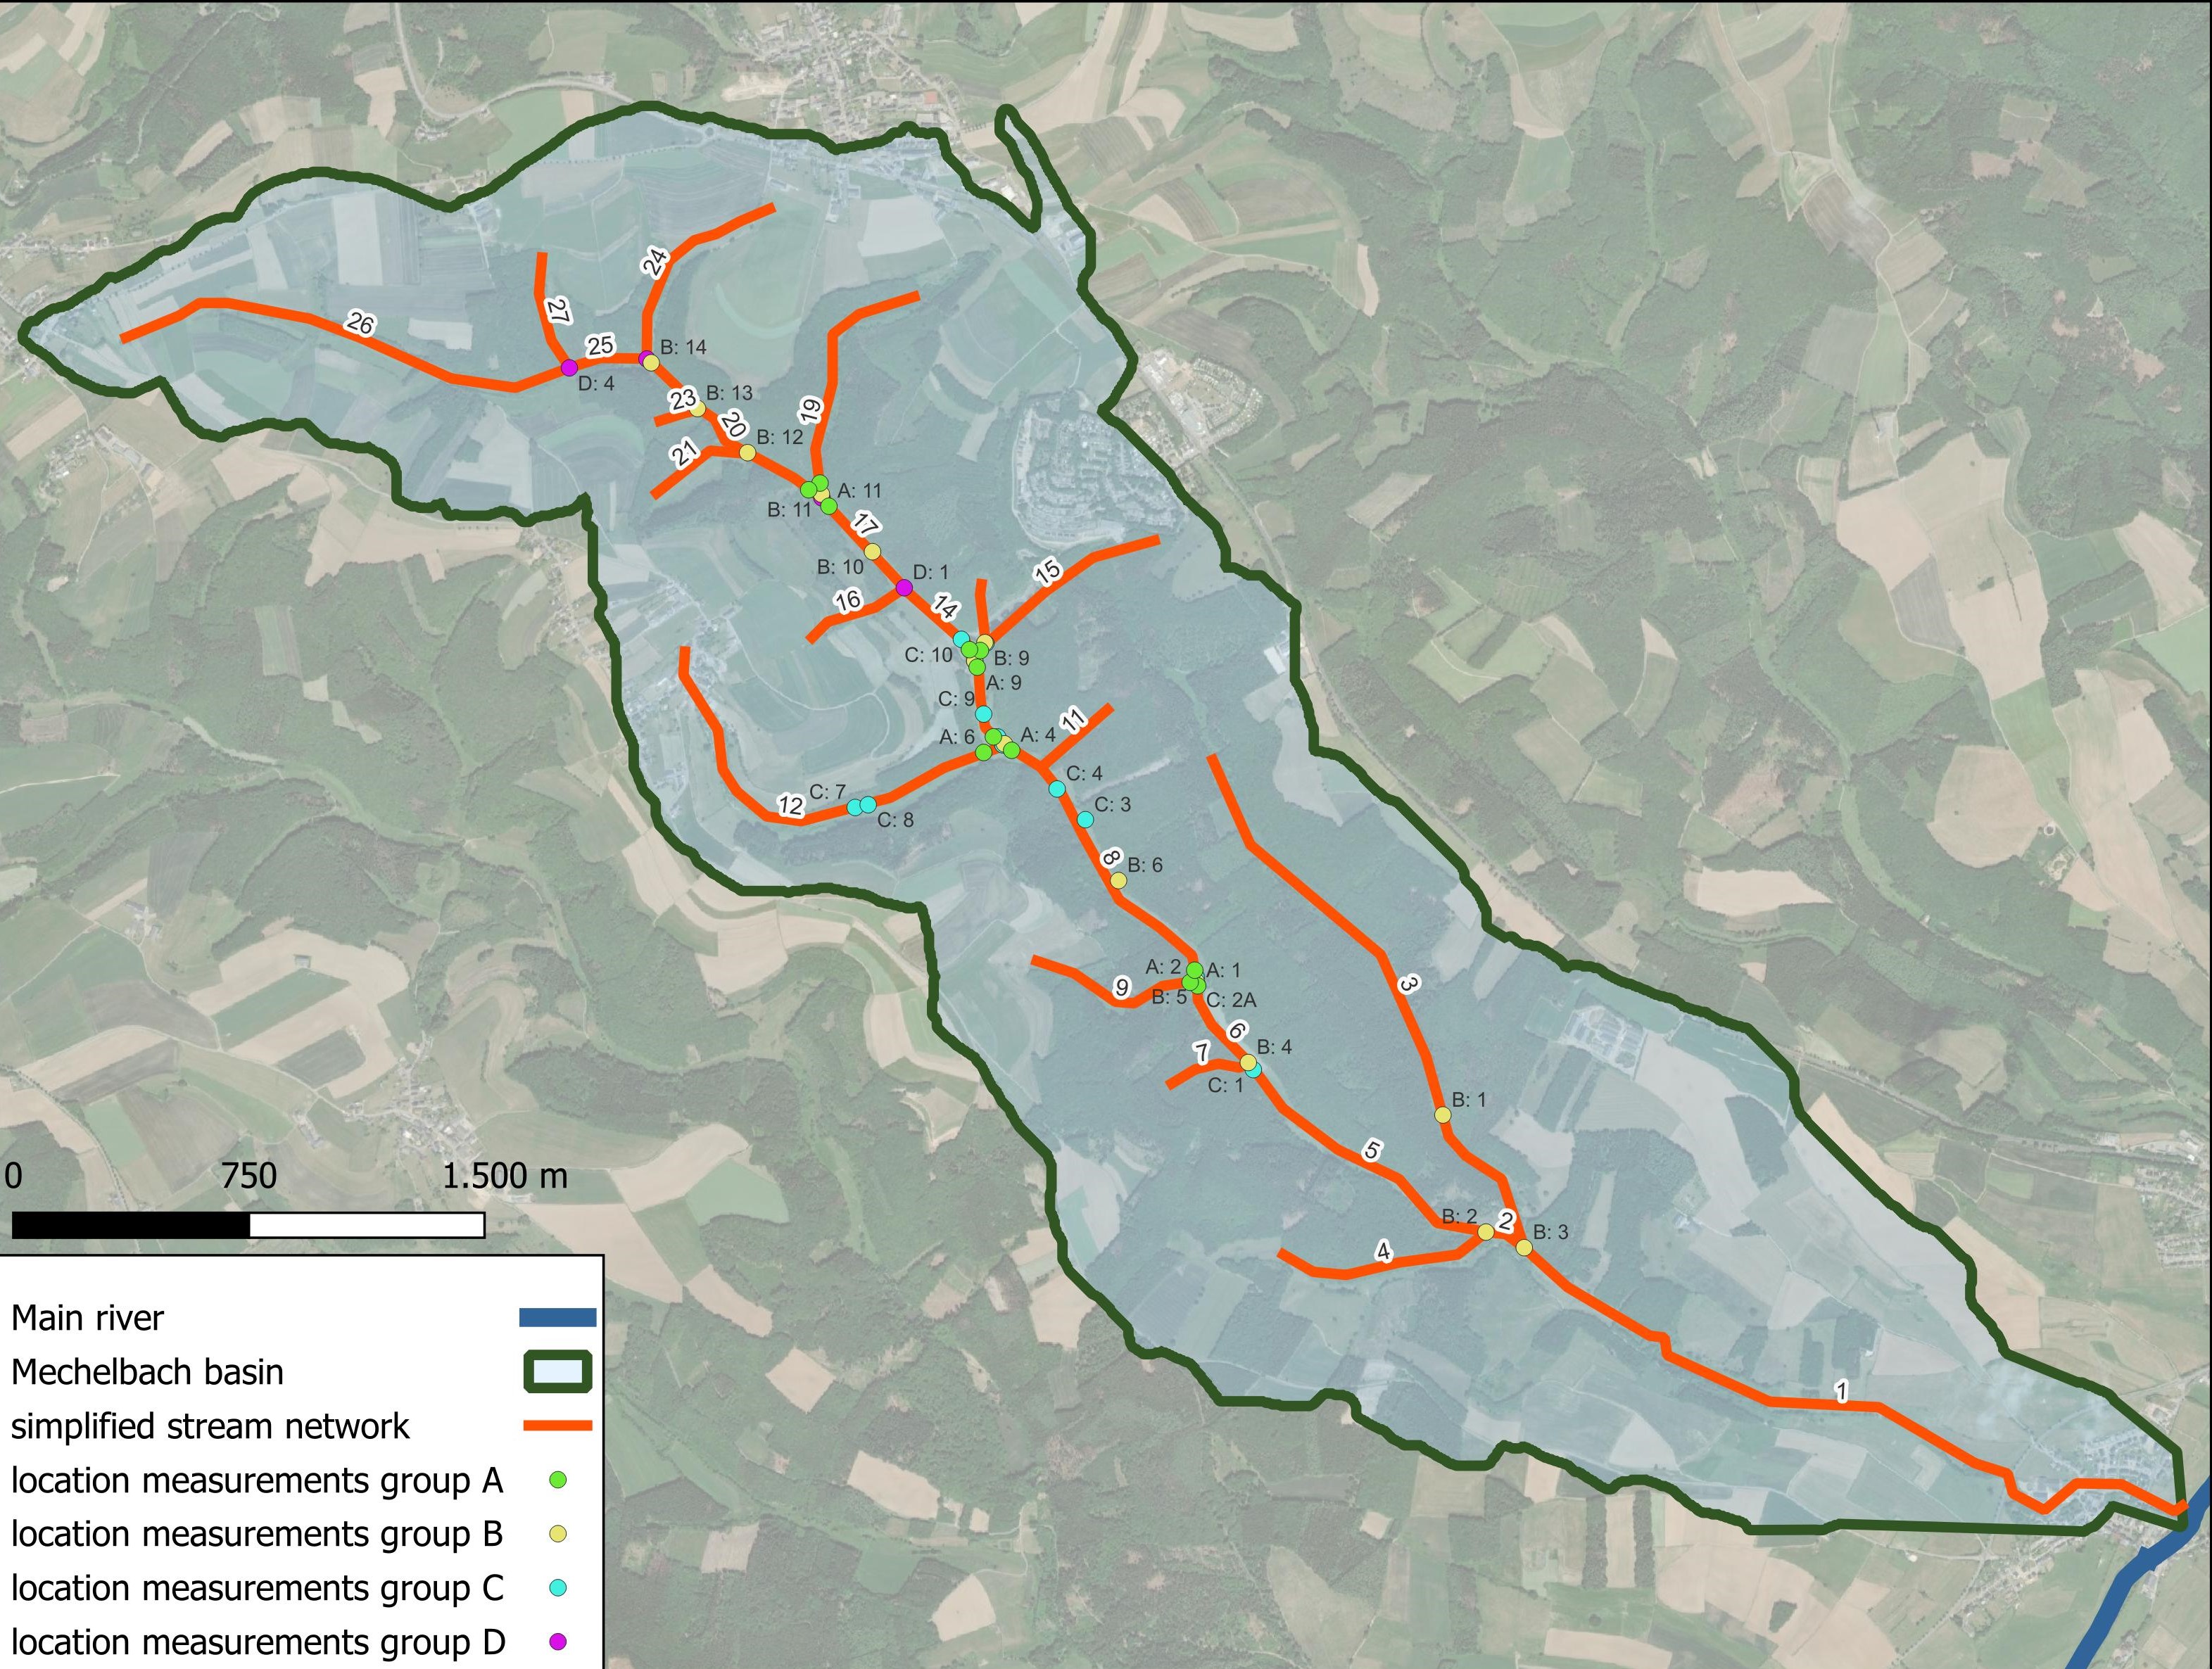 24
27
26
25
B: 14
D: 4
B: 13
23
20
19
B: 12
21
A: 11
B: 11
17
B: 10
D: 1
15
16
14
C: 10
B: 9
A: 9
C: 9
11
A: 6
A: 4
C: 4
C: 7
C: 3
12
C: 8
8
B: 6
A: 2
A: 1
9
B: 5
C: 2A
3
6
B: 4
7
C: 1
B: 1
5
B: 2
2
B: 3
4
1
0 750 1.500 m
Main river
Mechelbach basin
simplified stream network
location measurements group A
location measurements group B
location measurements group C
location measurements group D